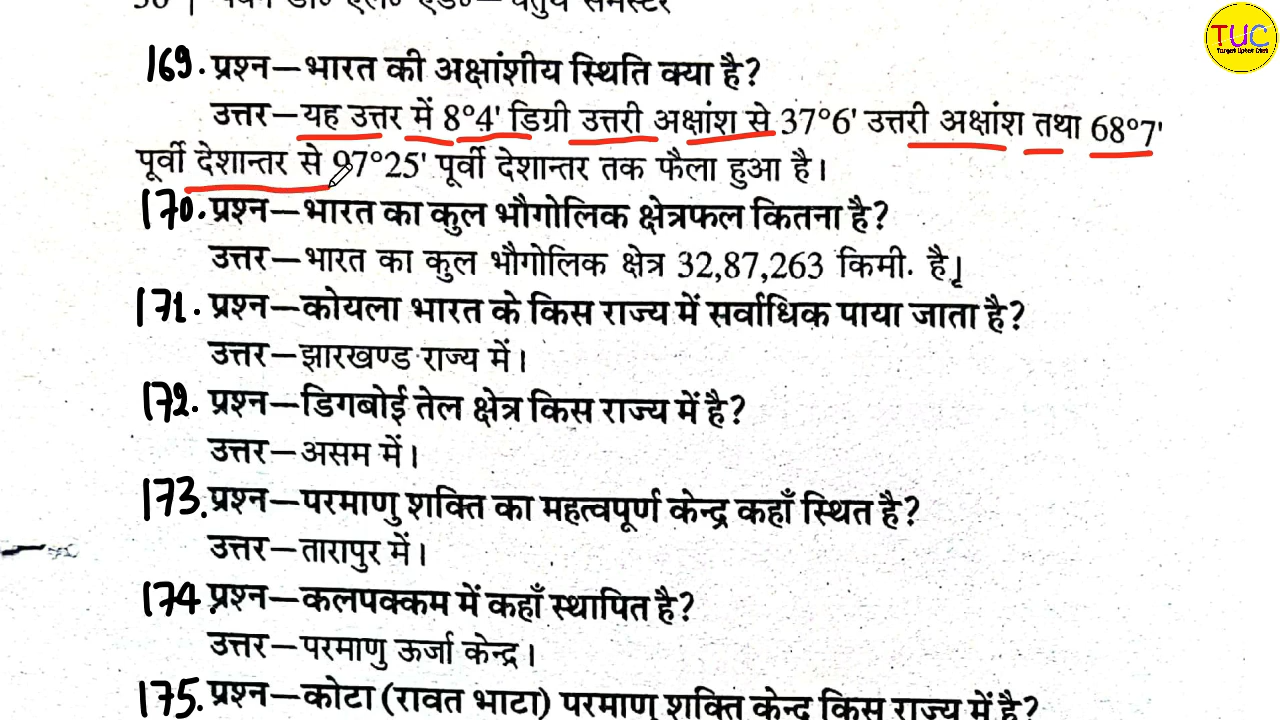 TUC
Target Upter Diet
169. प्रश्न–भारत की अक्षांशीय स्थिति क्या है?
उत्तर–यह उत्तर में 8°4' डिग्री उत्तरी अक्षांश से 37°6' उत्तरी अक्षांश तथा 68°7'
पूर्वी देशान्तर से 97°25' पूर्वी देशान्तर तक फैला हुआ है।
170. प्रश्न–भारत का कुल भौगोलिक क्षेत्रफल कितना है?
उत्तर–भारत का कुल भौगोलिक क्षेत्र 32,87,263 किमी. है।
171. प्रश्न–कोयला भारत के किस राज्य में सर्वाधिक पाया जाता है?
उत्तर–झारखण्ड राज्य में।
172. प्रश्न–डिगबोई तेल क्षेत्र किस राज्य में है?
उत्तर–असम में।
173. प्रश्न–परमाणु शक्ति का महत्वपूर्ण केन्द्र कहाँ स्थित है?
उत्तर–तारापुर में।
174. प्रश्न–कलपक्कम में कहाँ स्थापित है?
उत्तर–परमाणु ऊर्जा केन्द्र।
175. प्रश्न–कोटा (रावत भाटा) परमाणु शक्ति केन्द्र किस राज्य में है?